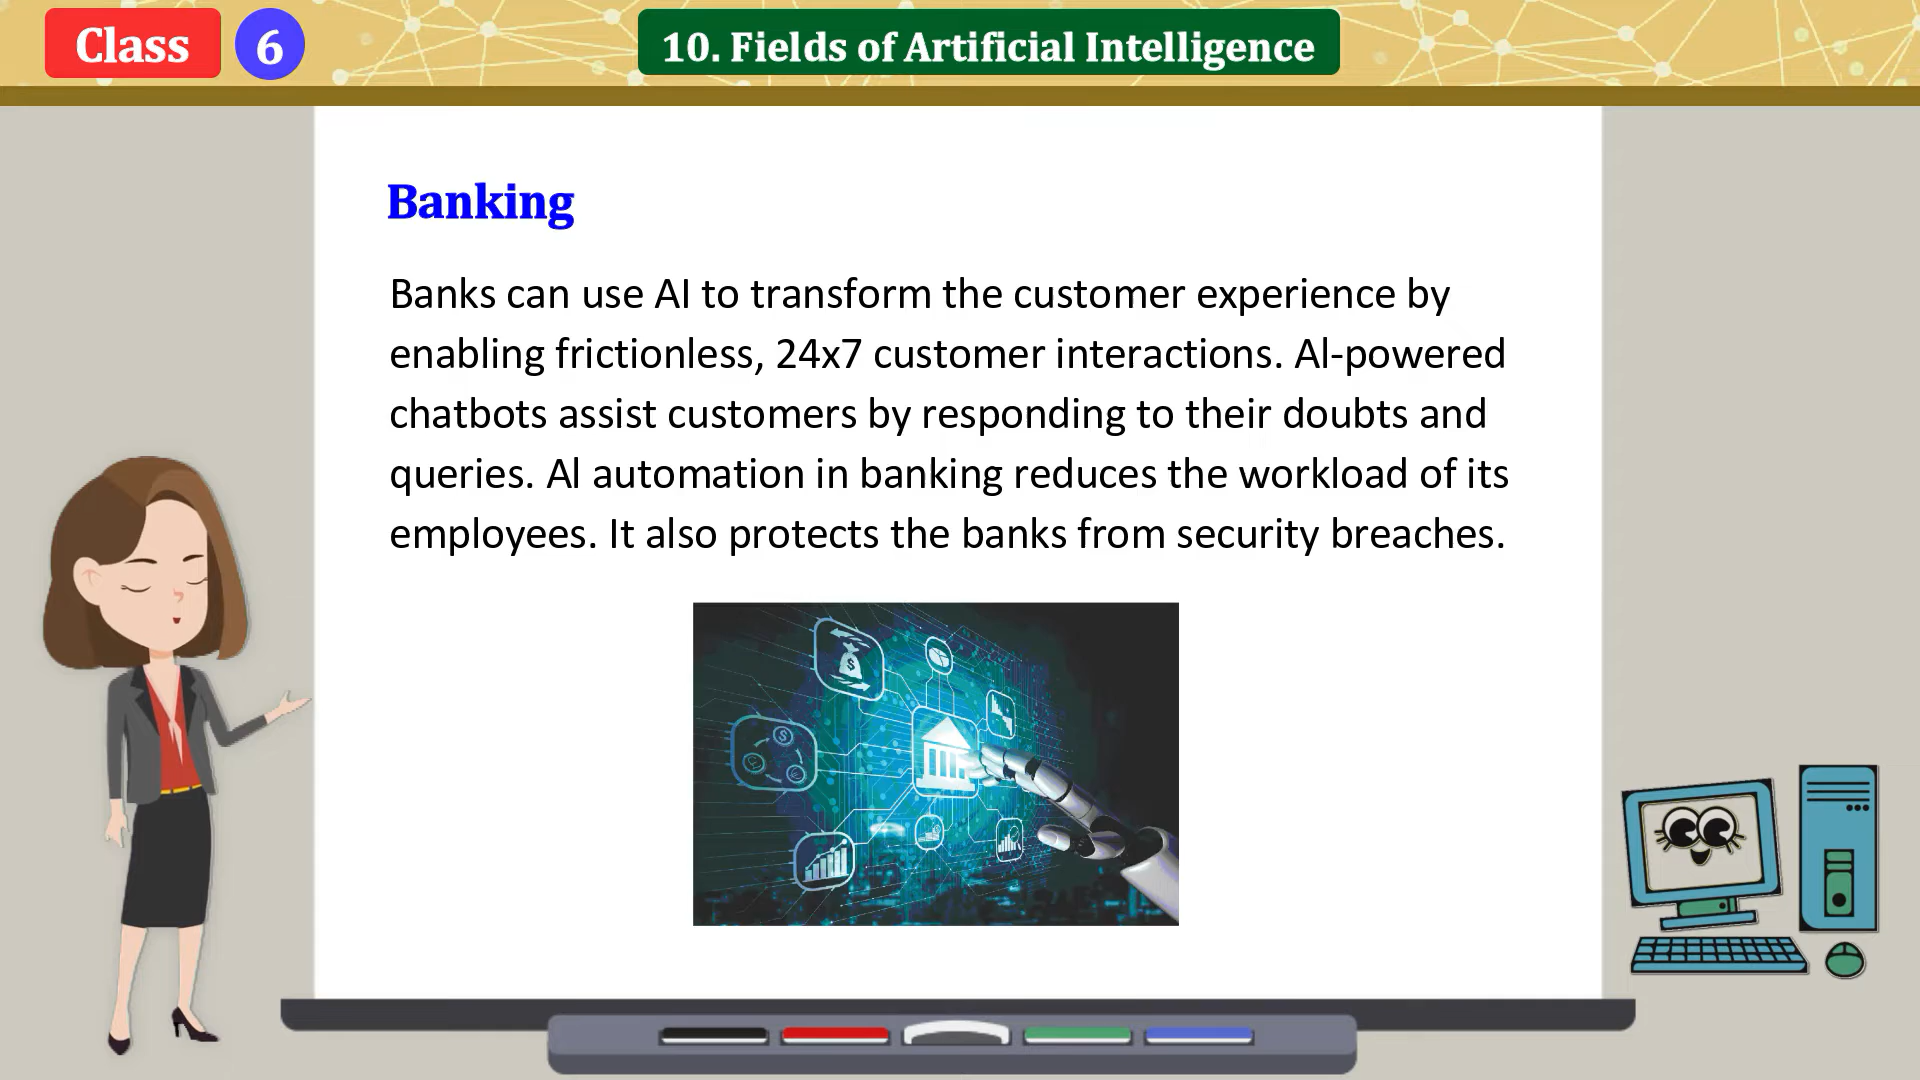 Class 6
10. Fields of Artificial Intelligence
Banking
Banks can use AI to transform the customer experience by
enabling frictionless, 24x7 customer interactions. Al-powered
chatbots assist customers by responding to their doubts and
queries. Al automation in banking reduces the workload of its
employees. It also protects the banks from security breaches.